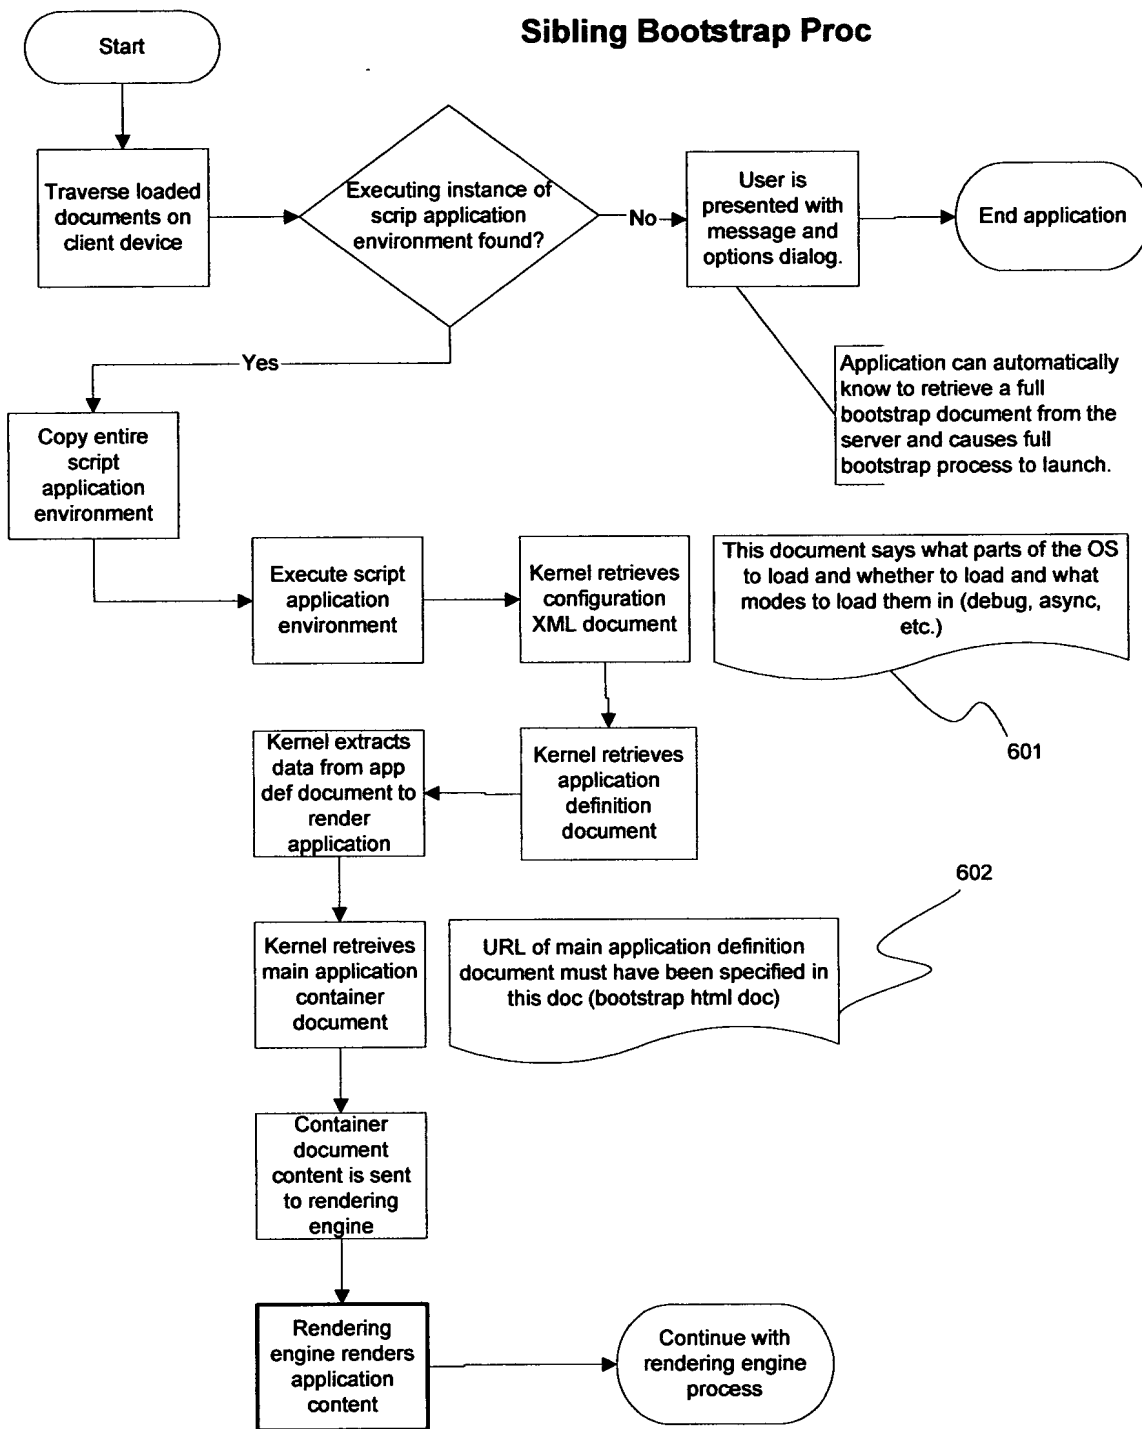 Sibling Bootstrap Proc
Start
Traverse loaded
documents on
client device
Executing instance of
scrip application
environment found?
No
User is
presented with
message and
options dialog.
End application
Yes
Application can automatically
know to retrieve a full
bootstrap document from the
server and causes full
bootstrap process to launch.
Copy entire
script
application
environment
Execute script
application
environment
Kernel retrieves
configuration
XML document
This document says what parts of the OS
to load and whether to load and what
modes to load them in (debug, async,
etc.)
601
Kernel extracts
data from app
def document to
render
application
Kernel retrieves
application
definition
document
602
Kernel retreives
main application
container
document
URL of main application definition
document must have been specified in
this doc (bootstrap html doc)
Container
document
content is sent
to rendering
engine
Rendering
engine renders
application
content
Continue with
rendering engine
process